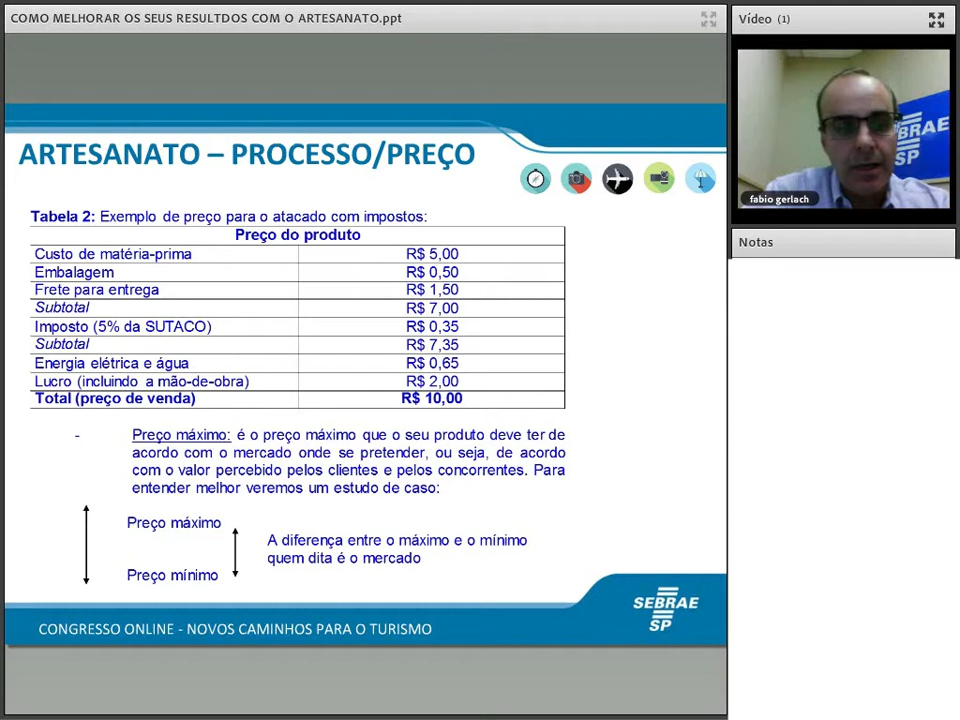 COMO MELHORAR OS SEUS RESULTDOS COM O ARTESANATO.ppt
Vídeo (1)
BRAE
SP
fabio gerlach
Notas
ARTESANATO – PROCESSO/PREÇO
Tabela 2: Exemplo de preço para o atacado com impostos:
Preço do produto
Custo de matéria-prima R$ 5,00
Embalagem R$ 0,50
Frete para entrega R$ 1,50
Subtotal R$ 7,00
Imposto (5% da SUTACO) R$ 0,35
Subtotal R$ 7,35
Energia elétrica e água R$ 0,65
Lucro (incluindo a mão-de-obra) R$ 2,00
Total (preço de venda) R$ 10,00
- Preço máximo: é o preço máximo que o seu produto deve ter de
acordo com o mercado onde se pretender, ou seja, de acordo
com o valor percebido pelos clientes e pelos concorrentes. Para
entender melhor veremos um estudo de caso:
Preço máximo
A diferença entre o máximo e o mínimo
quem dita é o mercado
Preço mínimo
SEBRAE
SP
CONGRESSO ONLINE - NOVOS CAMINHOS PARA O TURISMO